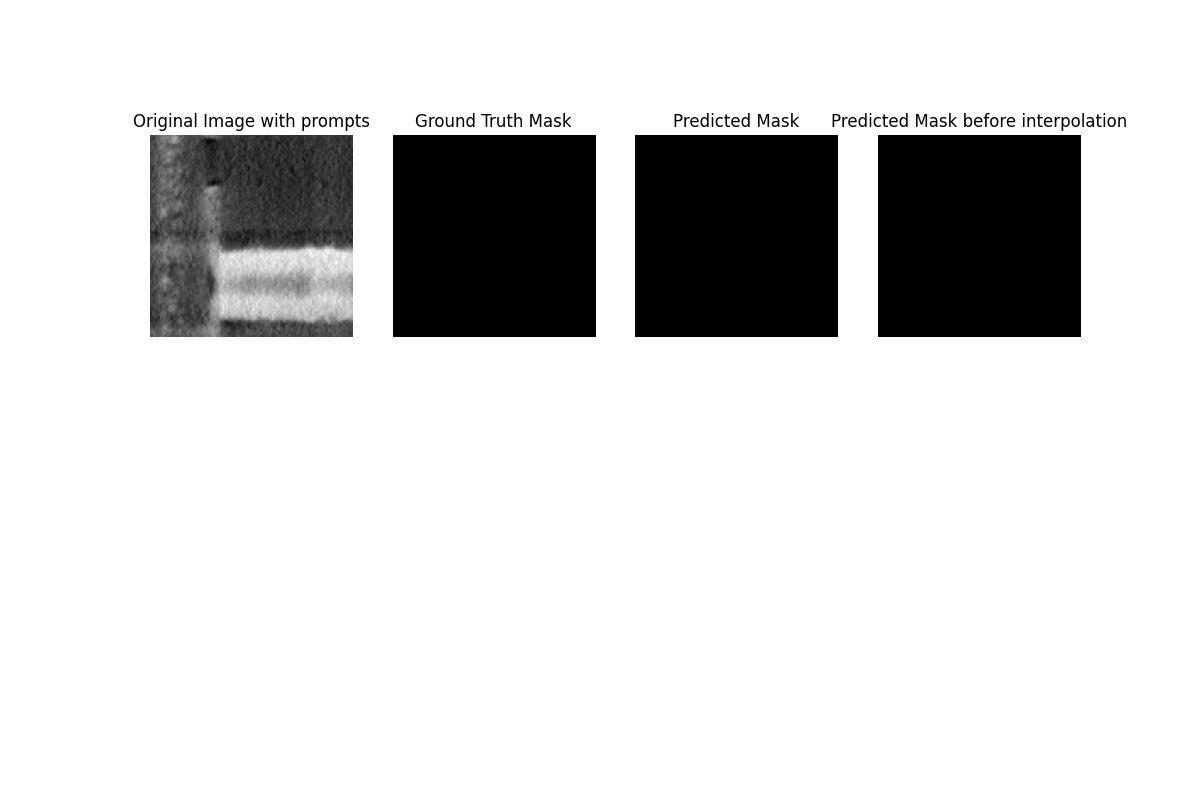 Original Image with prompts
Ground Truth Mask
Predicted Mask
Predicted Mask before interpolation